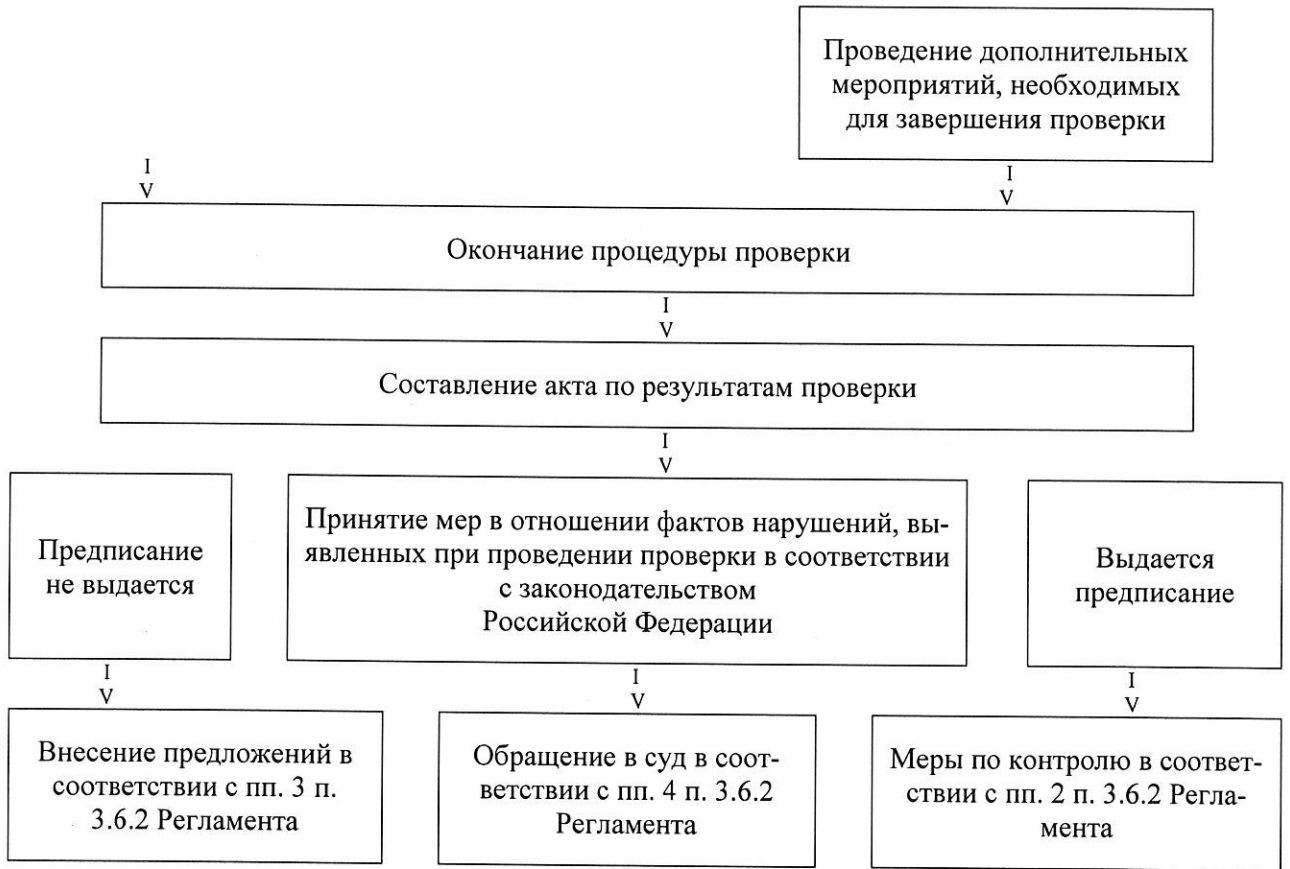 Проведение дополнительных
мероприятий, необходимых
для завершения проверки
I
V
I
V
Окончание процедуры проверки
I
V
Составление акта по результатам проверки
I
V
Предписание
не выдается
Принятие мер в отношении фактов нарушений, вы-
явленных при проведении проверки в соответствии
с законодательством
Российской Федерации
Выдается
предписание
I
V
I
V
I
V
Внесение предложений в
соответствии с пп. 3 п.
3.6.2 Регламента
Обращение в суд в соот-
ветствии с пп. 4 п. 3.6.2
Регламента
Меры по контролю в соответ-
ствии с пп. 2 п. 3.6.2 Регла-
мента